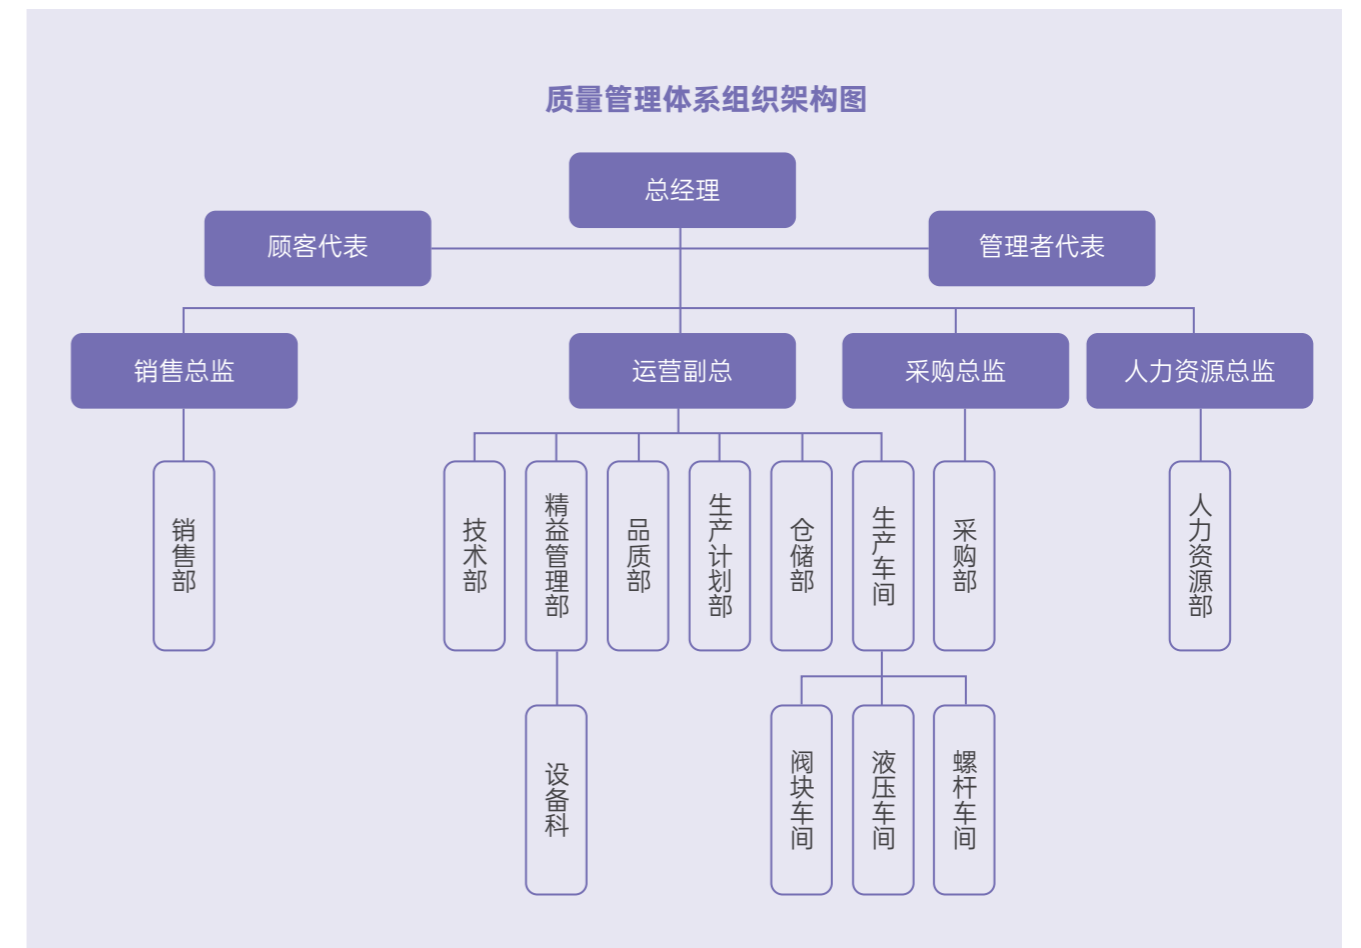 质量管理体系组织架构图
总经理
顾客代表
管理者代表
销售总监
运营副总
采购总监
人力资源总监
销售部
技术部
精益管理部
品质部
生产计划部
仓储部
生产车间
采购部
人力资源部
设备科
阀块车间
液压车间
螺杆车间